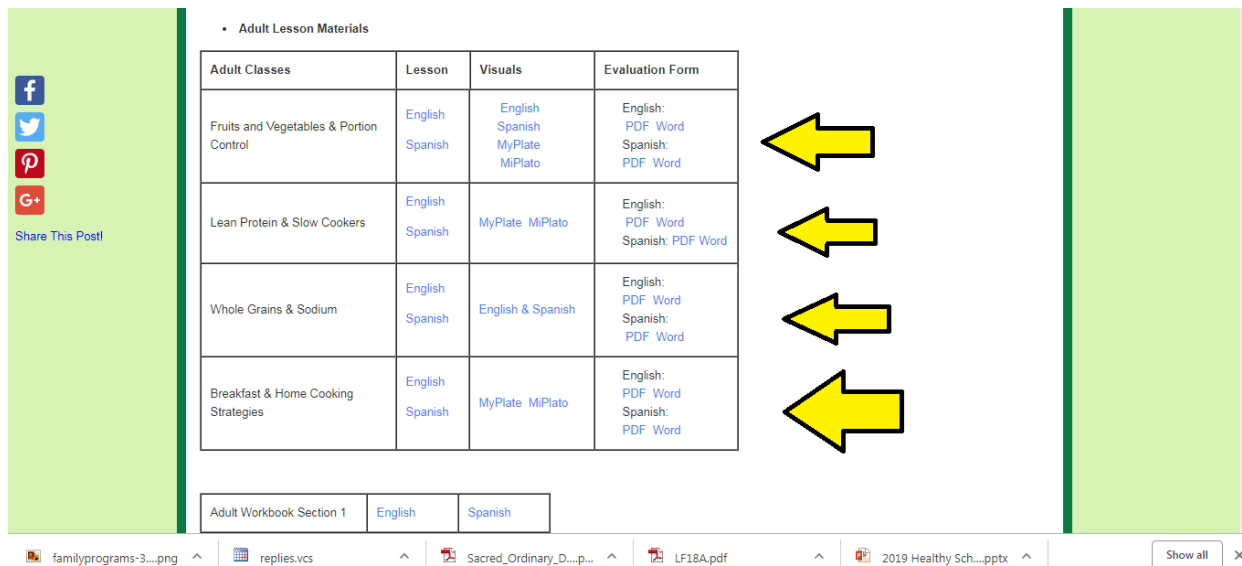 • Adult Lesson Materials
Adult Classes Lesson Visuals Evaluation Form
Fruits and Vegetables & Portion
Control
English
Spanish
English
Spanish
MyPlate
MiPlato
English:
PDF Word
Spanish:
PDF Word
Lean Protein & Slow Cookers
English
Spanish
MyPlate MiPlato
English:
PDF Word
Spanish: PDF Word
Whole Grains & Sodium
English
Spanish
English & Spanish
English:
PDF Word
Spanish:
PDF Word
Breakfast & Home Cooking
Strategies
English
Spanish
MyPlate MiPlato
English:
PDF Word
Spanish:
PDF Word
Adult Workbook Section 1 English Spanish
f
G+
Share This Post!
familyprograms-3....png replies.vcs Sacred_Ordinary_D....p... LF18A.pdf 2019 Healthy Sch....pptx Show all